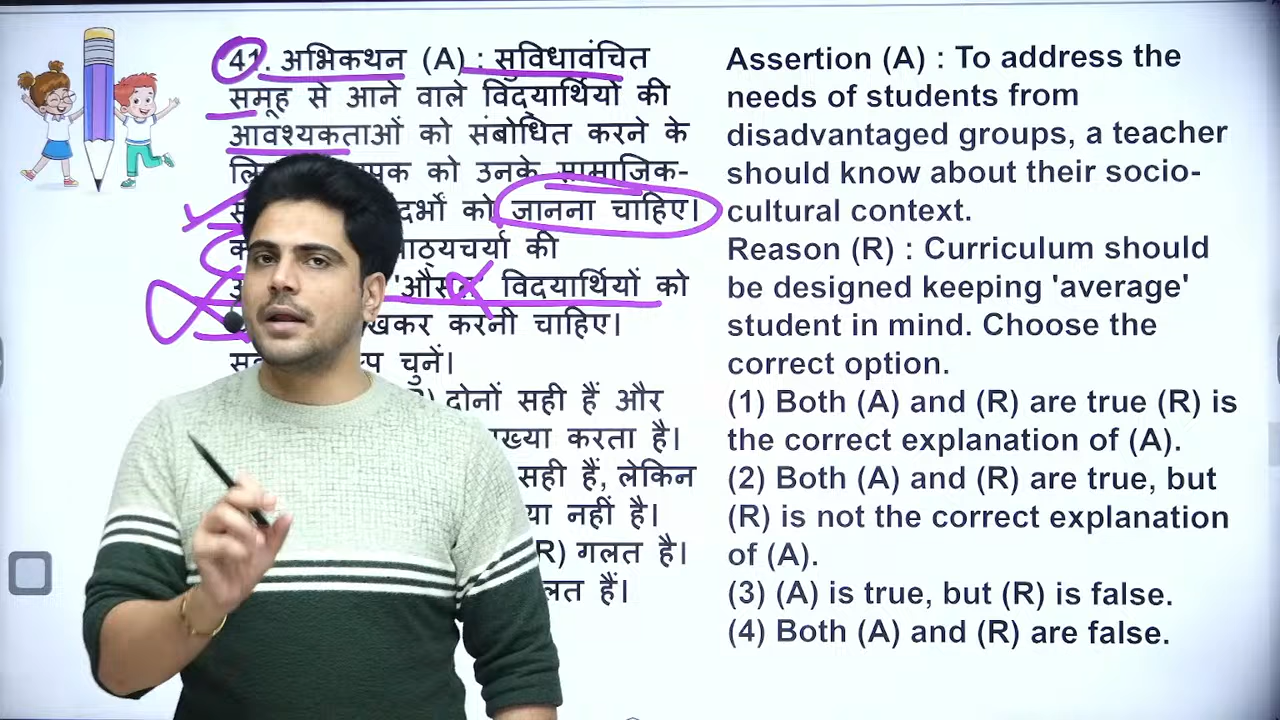 41. अभिकथन (A) : सुविधावंचित
समूह से आने वाले विद्यार्थियों की
आवश्यकताओं को संबोधित करने के
को उनके सामाजिक-
को जानना चाहिए।
पाठ्यचर्या की
विद्यार्थियों को
करनी चाहिए।
चुनें।
दोनों सही हैं और
करता है।
सही हैं, लेकिन
नहीं है।
(R) गलत है।
हैं।
Assertion (A) : To address the
needs of students from
disadvantaged groups, a teacher
should know about their socio-
cultural context.
Reason (R) : Curriculum should
be designed keeping 'average'
student in mind. Choose the
correct option.
(1) Both (A) and (R) are true (R) is
the correct explanation of (A).
(2) Both (A) and (R) are true, but
(R) is not the correct explanation
of (A).
(3) (A) is true, but (R) is false.
(4) Both (A) and (R) are false.